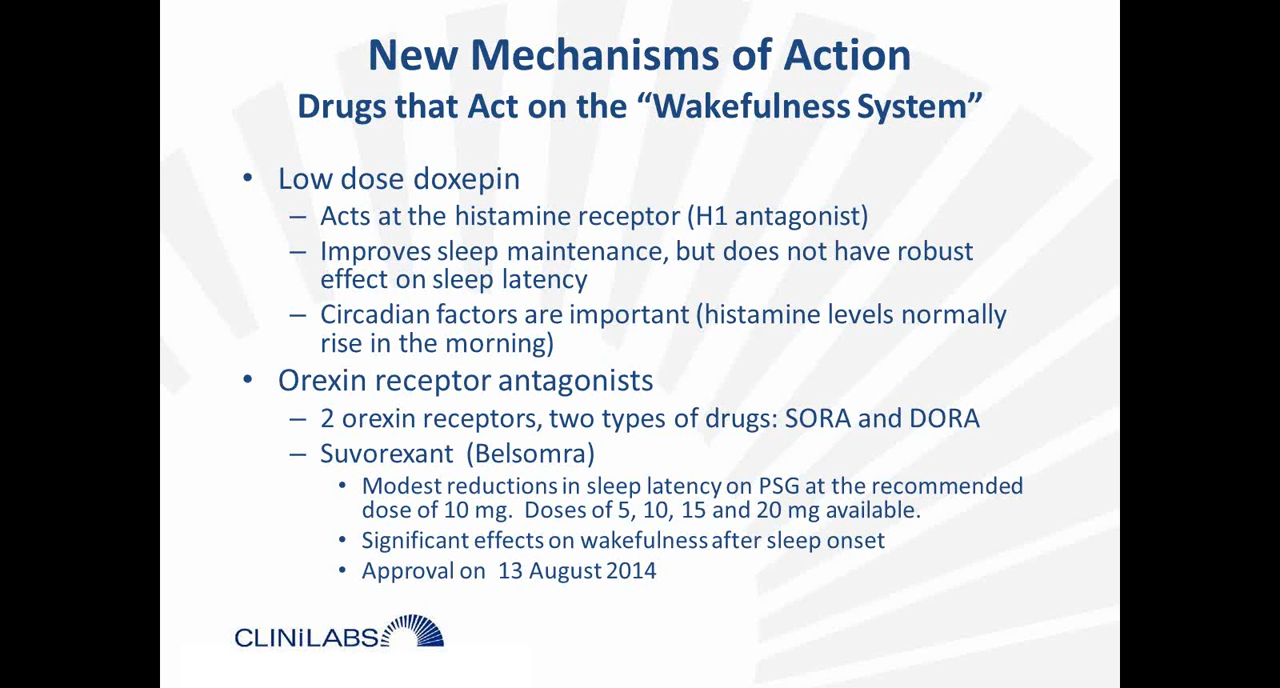 New Mechanisms of Action
Drugs that Act on the “Wakefulness System”
• Low dose doxepin
– Acts at the histamine receptor (H1 antagonist)
– Improves sleep maintenance, but does not have robust
effect on sleep latency
– Circadian factors are important (histamine levels normally
rise in the morning)
• Orexin receptor antagonists
– 2 orexin receptors, two types of drugs: SORA and DORA
– Suvorexant (Belsomra)
• Modest reductions in sleep latency on PSG at the recommended
dose of 10 mg. Doses of 5, 10, 15 and 20 mg available.
• Significant effects on wakefulness after sleep onset
• Approval on 13 August 2014
CLINiLABS